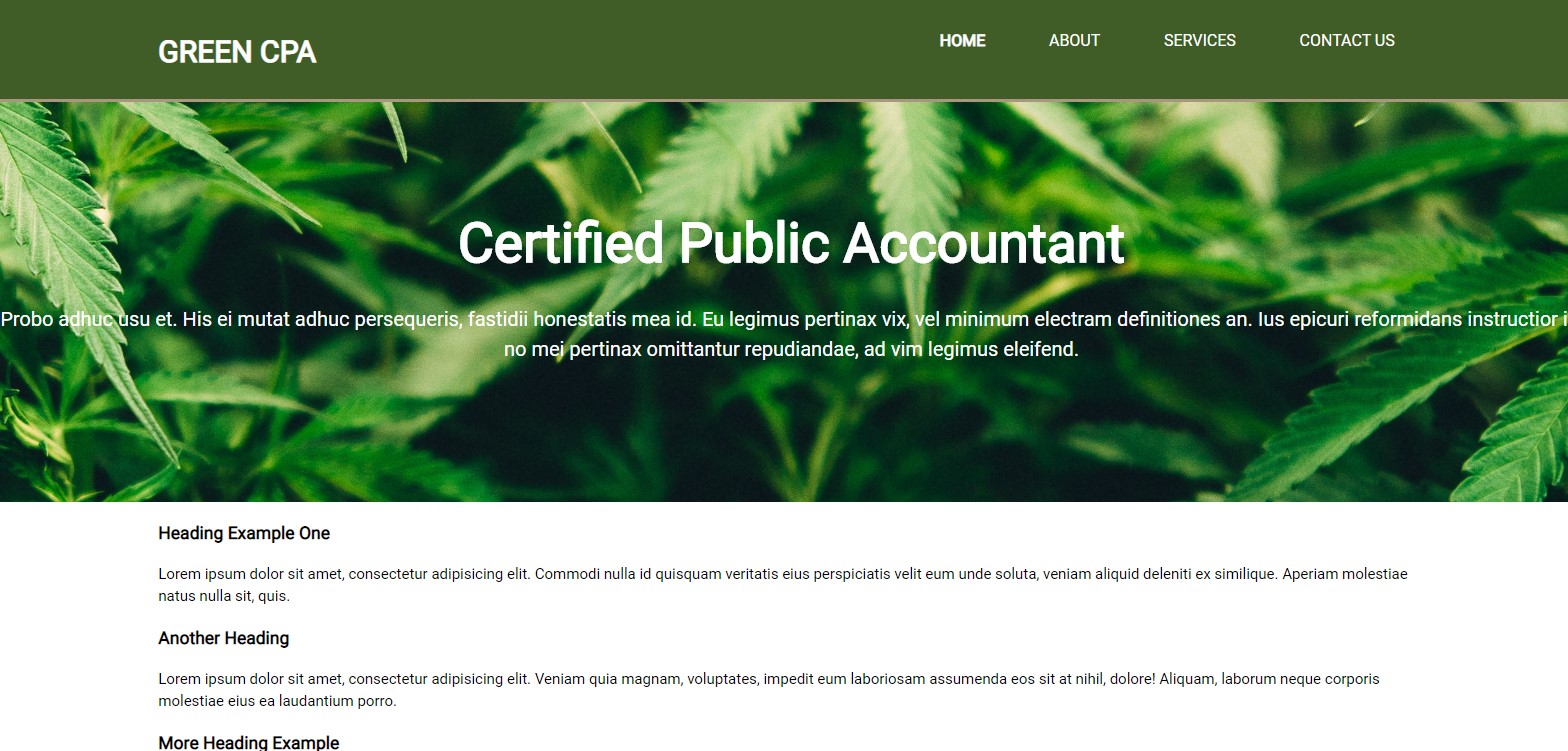 GREEN CPA
HOME ABOUT SERVICES CONTACT US
Certified Public Accountant
Probo adhuc usu et. His ei mutat adhuc persequeris, fastidii honestatis mea id. Eu legimus pertinax vix, vel minimum electram definitiones an. Ius epicuri reformidans instructior
no mei pertinax omittantur repudiandae, ad vim legimus eleifend.
Heading Example One
Lorem ipsum dolor sit amet, consectetur adipisicing elit. Commodi nulla id quisquam veritatis eius perspiciatis velit eum unde soluta, veniam aliquid deleniti ex similique. Aperiam molestiae
natus nulla sit, quis.
Another Heading
Lorem ipsum dolor sit amet, consectetur adipisicing elit. Veniam quia magnam, voluptates, impedit eum laboriosam assumenda eos sit at nihil, dolore! Aliquam, laborum neque corporis
molestiae eius ea laudantium porro.
More Heading Example